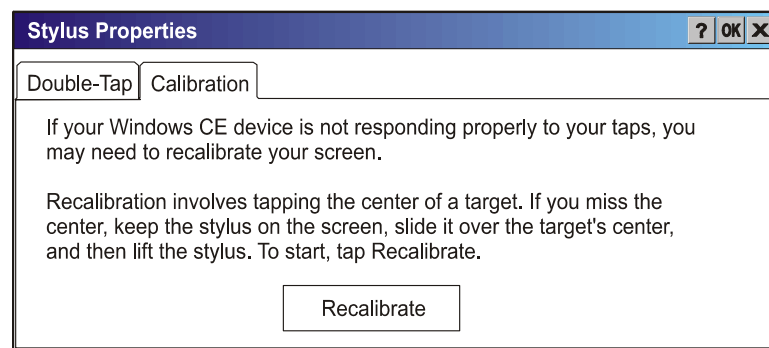 Stylus Properties ? OK X
Double-Tap Calibration
If your Windows CE device is not responding properly to your taps, you
may need to recalibrate your screen.
Recalibration involves tapping the center of a target. If you miss the
center, keep the stylus on the screen, slide it over the target's center,
and then lift the stylus. To start, tap Recalibrate.
Recalibrate